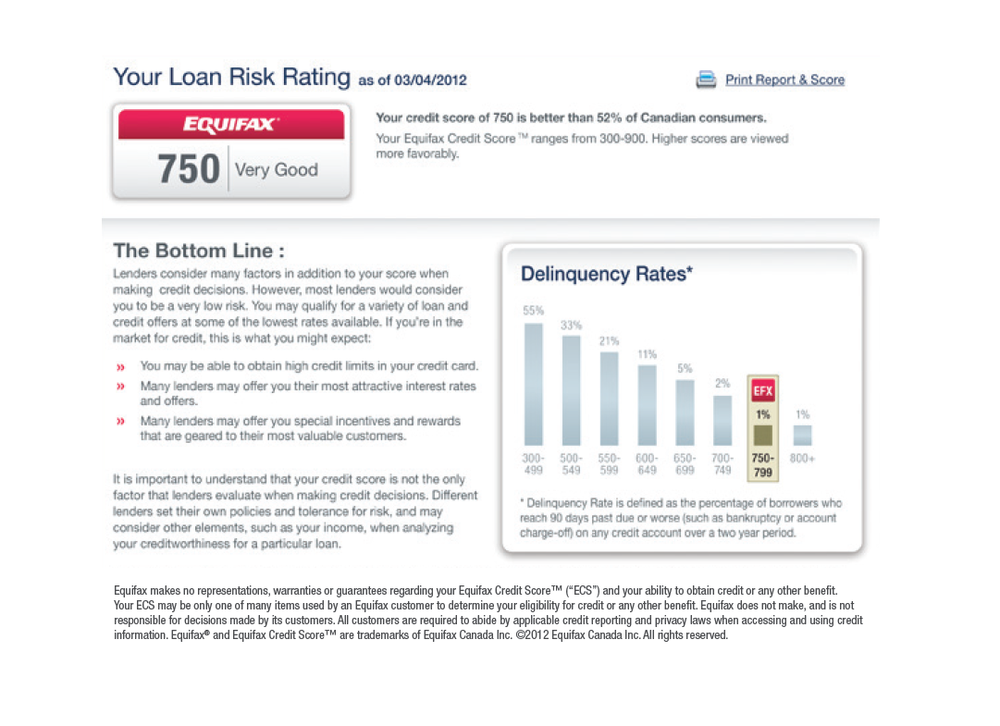 Your Loan Risk Rating as of 03/04/2012
Print Report & Score
EQUIFAX
750 Very Good
Your credit score of 750 is better than 52% of Canadian consumers.
Your Equifax Credit Score™ ranges from 300-900. Higher scores are viewed
more favorably.
The Bottom Line :
Lenders consider many factors in addition to your score when
making credit decisions. However, most lenders would consider
you to be a very low risk. You may qualify for a variety of loan and
credit offers at some of the lowest rates available. If you're in the
market for credit, this is what you might expect:
» You may be able to obtain high credit limits in your credit card.
» Many lenders may offer you their most attractive interest rates
and offers.
» Many lenders may offer you special incentives and rewards
that are geared to their most valuable customers.
It is important to understand that your credit score is not the only
factor that lenders evaluate when making credit decisions. Different
lenders set their own policies and tolerance for risk, and may
consider other elements, such as your income, when analyzing
your creditworthiness for a particular loan.
Delinquency Rates*
55%
33%
21%
11%
5%
2%
EFX
1%
1%
300-499
500-549
550-599
600-649
650-699
700-749
750-799
800+
* Delinquency Rate is defined as the percentage of borrowers who
reach 90 days past due or worse (such as bankruptcy or account
charge-off) on any credit account over a two year period.
Equifax makes no representations, warranties or guarantees regarding your Equifax Credit Score™ (“ECS”) and your ability to obtain credit or any other benefit.
Your ECS may be only one of many items used by an Equifax customer to determine your eligibility for credit or any other benefit. Equifax does not make, and is not
responsible for decisions made by its customers. All customers are required to abide by applicable credit reporting and privacy laws when accessing and using credit
information. Equifax® and Equifax Credit Score™ are trademarks of Equifax Canada Inc. ©2012 Equifax Canada Inc. All rights reserved.